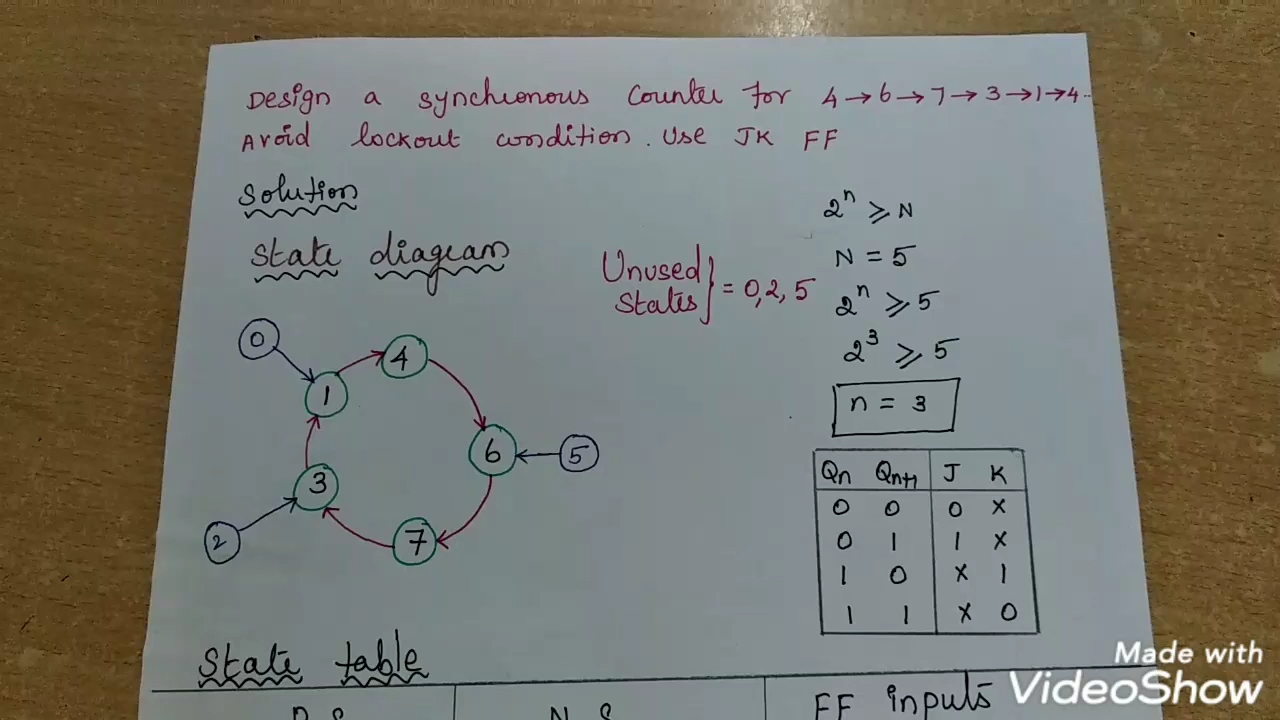 Design a synchronous counter for 4→6→7→3→1→4..
Avoid lockout condition. Use JK FF
Solution
State diagram
Unused
States } = 0,2,5
2ⁿ ⩾ N
N = 5
2ⁿ ⩾ 5
2³ ⩾ 5
n = 3
0
4
1
6
5
3
2
7
Qn Qn+1 J K
0 0 0 X
0 1 1 X
1 0 X 1
1 1 X 0
State table
P.S N.S FF inputs
Made with
VideoShow